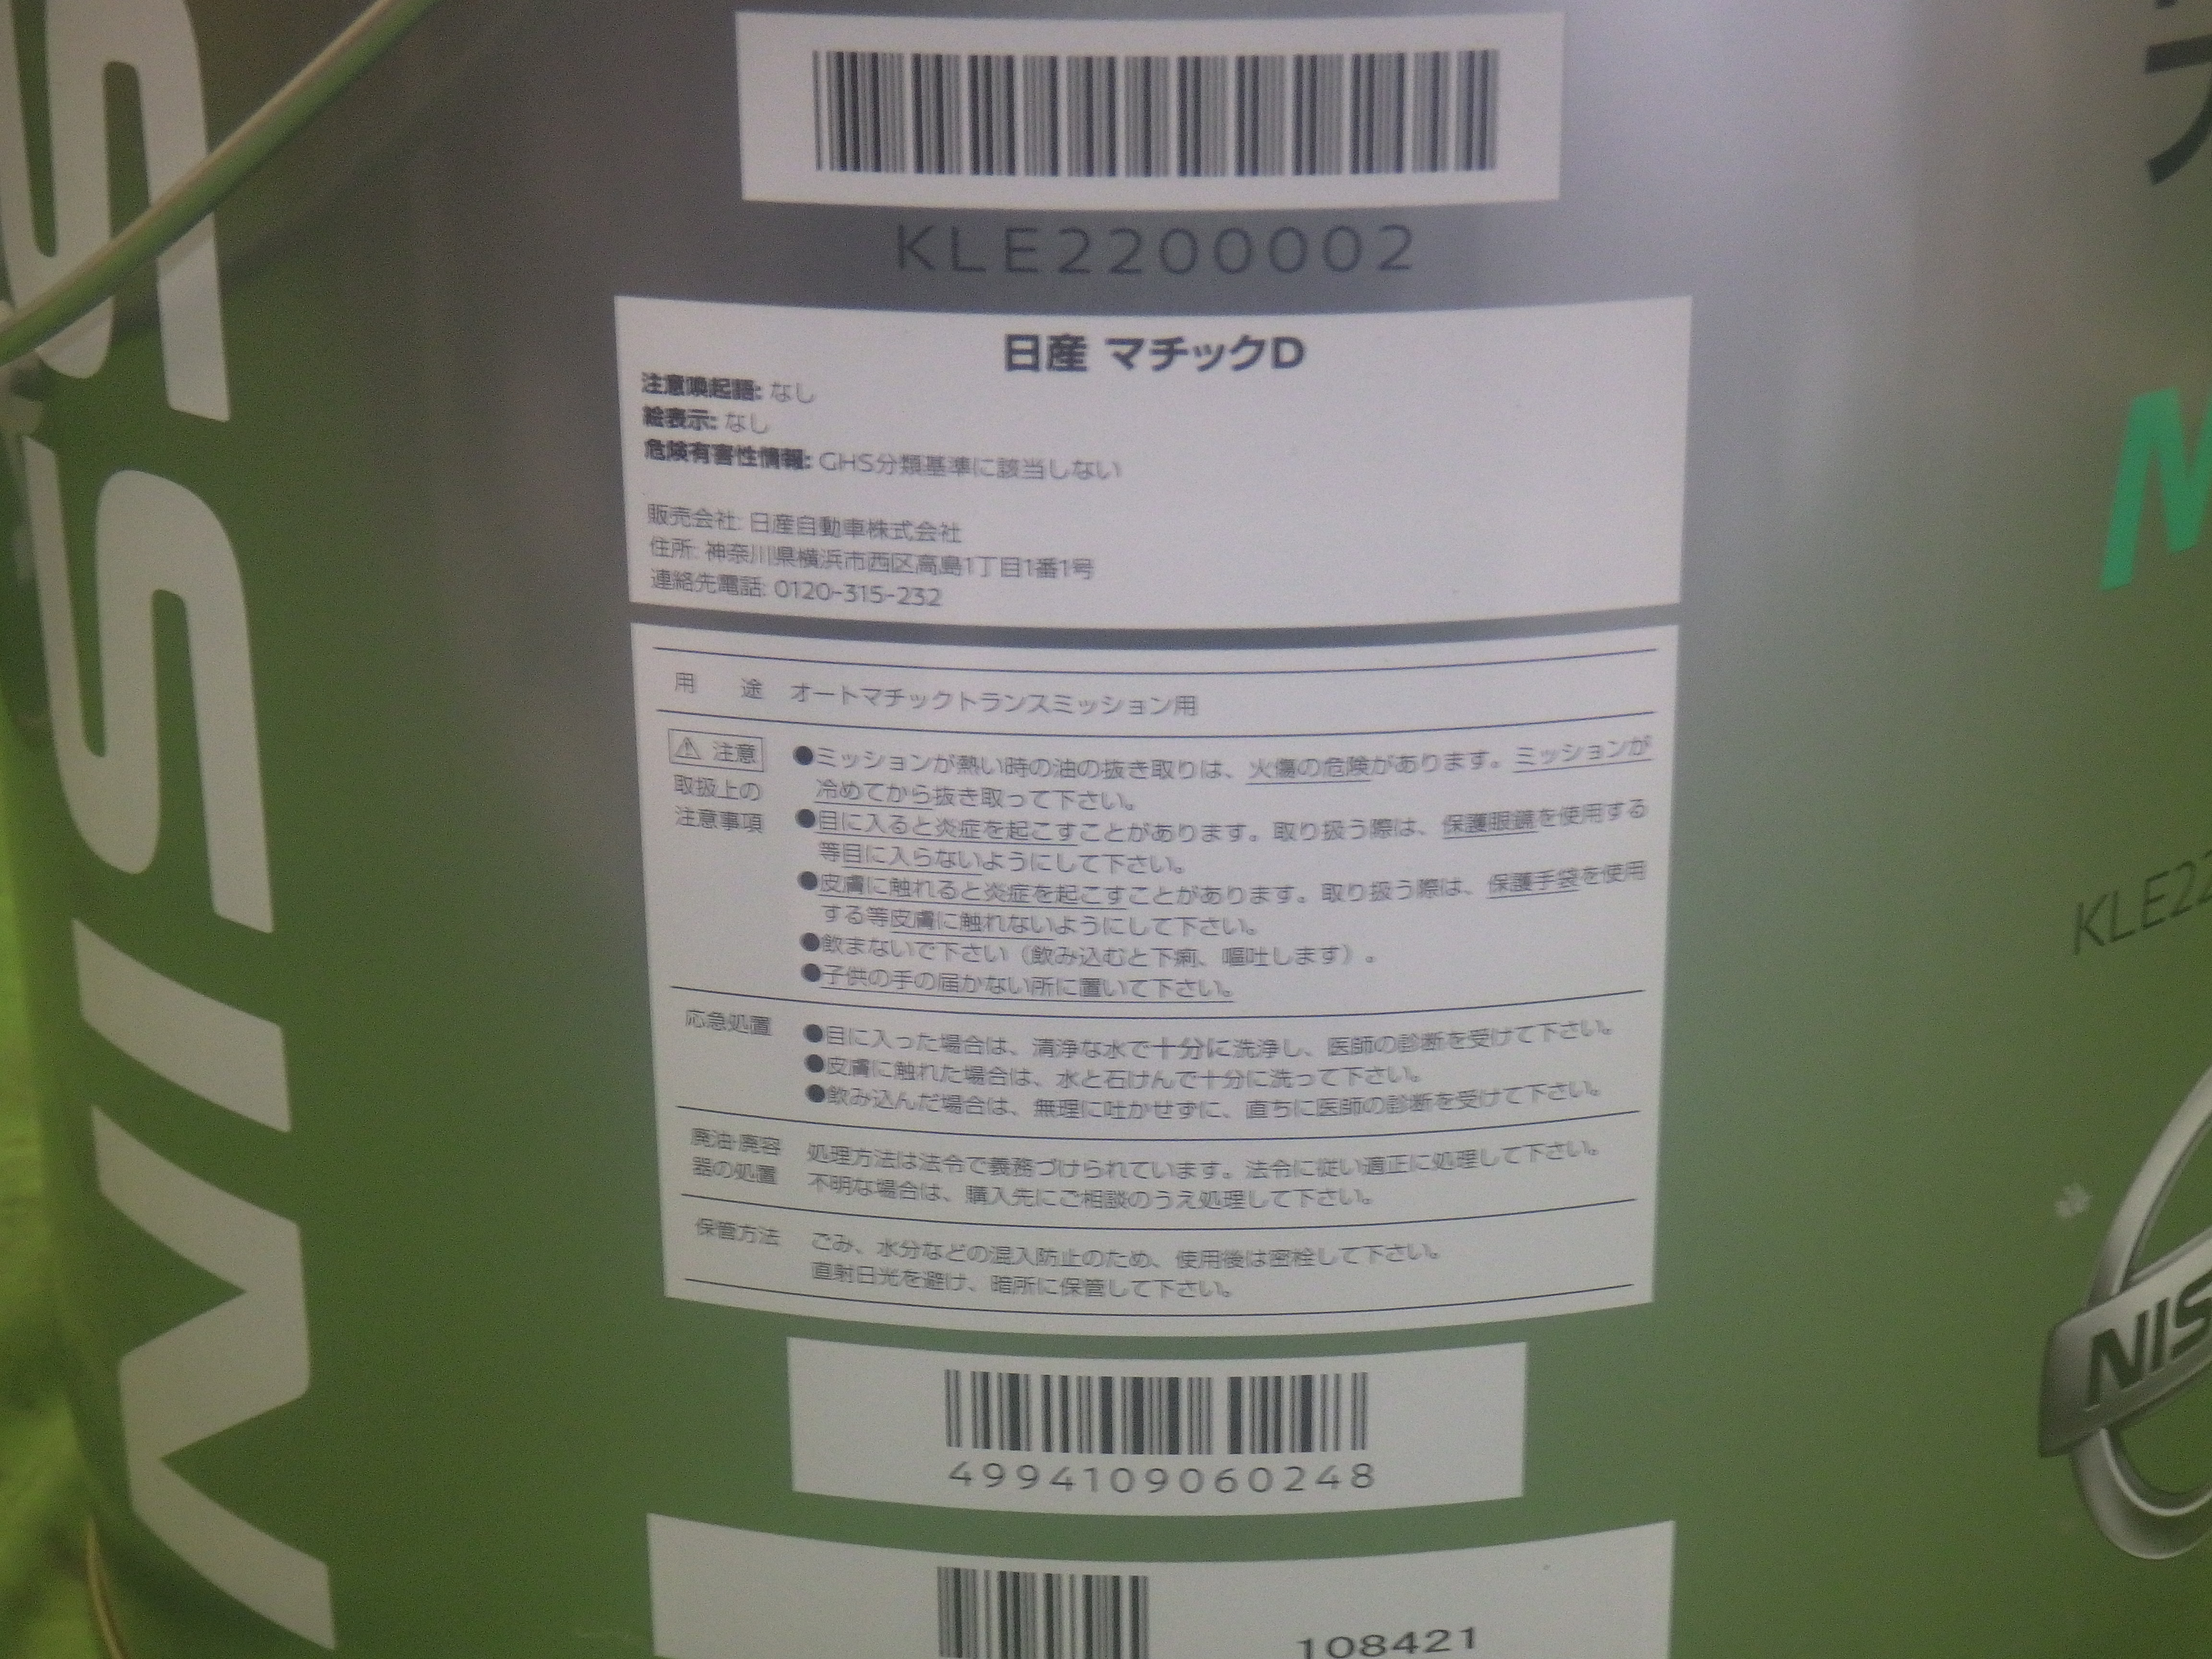 NISS
KLE2200002
日産 マチックD
注意喚起語: なし
絵表示: なし
危険有害性情報: GHS分類基準に該当しない
販売会社: 日産自動車株式会社
住所: 神奈川県横浜市西区高島1丁目1番1号
連絡先電話: 0120-315-232
用 途 オートマチックトランスミッション用
⚠ 注意
取扱上の
注意事項
●ミッションが熱い時の油の抜き取りは、火傷の危険があります。ミッションが
冷めてから抜き取って下さい。
●目に入ると炎症を起こすことがあります。取り扱う際は、保護眼鏡を使用する
等目に入らないようにして下さい。
●皮膚に触れると炎症を起こすことがあります。取り扱う際は、保護手袋を使用
する等皮膚に触れないようにして下さい。
●飲まないで下さい（飲み込むと下痢、嘔吐します）。
●子供の手の届かない所に置いて下さい。
応急処置
●目に入った場合は、清浄な水で十分に洗浄し、医師の診断を受けて下さい。
●皮膚に触れた場合は、水と石けんで十分に洗って下さい。
●飲み込んだ場合は、無理に吐かせずに、直ちに医師の診断を受けて下さい。
廃油・廃容
器の処置
処理方法は法令で義務づけられています。法令に従い適正に処理して下さい。
不明な場合は、購入先にご相談のうえ処理して下さい。
保管方法
ごみ、水分などの混入防止のため、使用後は密栓して下さい。
直射日光を避け、暗所に保管して下さい。
4994109060248
108421
KLE22
NIS